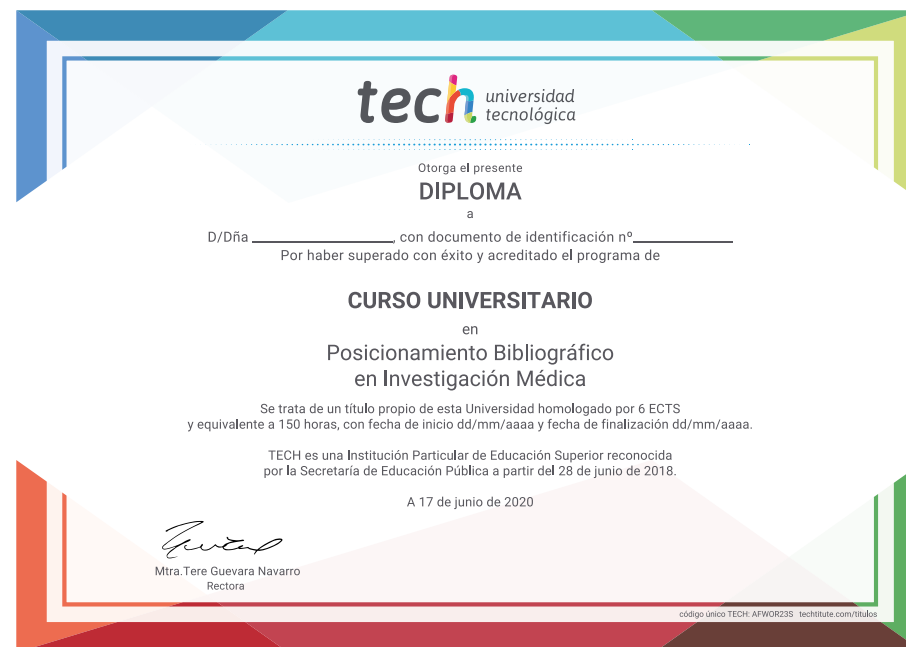 tech universidad
tecnológica
Otorga el presente
DIPLOMA
a
D/Dña ____________________, con documento de identificación nº______________
Por haber superado con éxito y acreditado el programa de
CURSO UNIVERSITARIO
en
Posicionamiento Bibliográfico
en Investigación Médica
Se trata de un título propio de esta Universidad homologado por 6 ECTS
y equivalente a 150 horas, con fecha de inicio dd/mm/aaaa y fecha de finalización dd/mm/aaaa.
TECH es una Institución Particular de Educación Superior reconocida
por la Secretaría de Educación Pública a partir del 28 de junio de 2018.
A 17 de junio de 2020
Mtra.Tere Guevara Navarro
Rectora
código único TECH: AFWOR23S techtitute.com/titulos